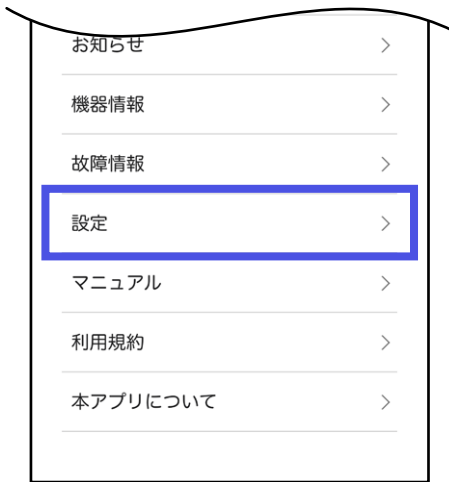 お知らせ
機器情報
故障情報
設定
マニュアル
利用規約
本アプリについて